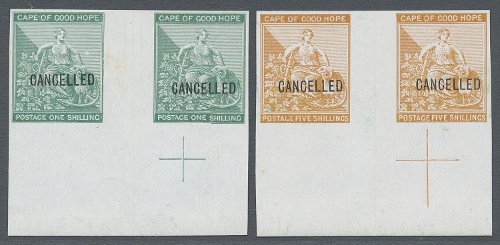 CAPE OF GOOD HOPE
CANCELLED
POSTAGE ONE SHILLING
CAPE OF GOOD HOPE
CANCELLED
POSTAGE ONE SHILLING
CAPE OF GOOD HOPE
CANCELLED
POSTAGE FIVE SHILLINGS
CAPE OF GOOD HOPE
CANCELLED
POSTAGE FIVE SHILLINGS